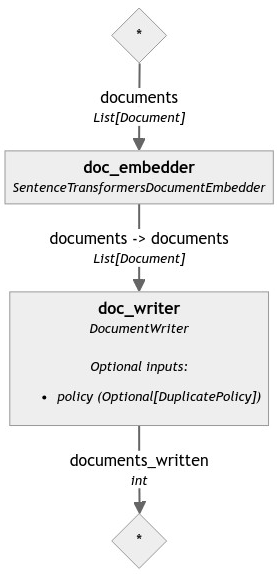 *
documents
List[Document]
doc_embedder
SentenceTransformersDocumentEmbedder
documents -> documents
List[Document]
doc_writer
DocumentWriter
Optional inputs:
• policy (Optional[DuplicatePolicy])
documents_written
int
*